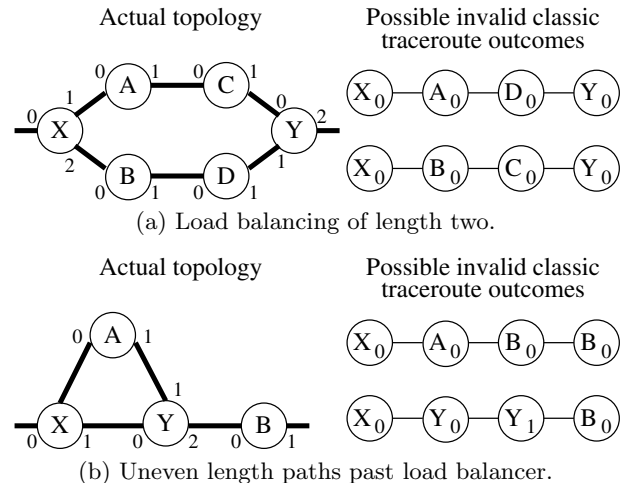 Actual topology
Possible invalid classic
traceroute outcomes
0 A 1 0 C 1
0 1 X 2
0 Y 2 1
0 B 1 0 D 1
X0 A0 D0 Y0
X0 B0 C0 Y0
(a) Load balancing of length two.
Actual topology
Possible invalid classic
traceroute outcomes
0 A 1
1
0 X 1 0 Y 2 0 B 1
X0 A0 B0 B0
X0 Y0 Y1 B0
(b) Uneven length paths past load balancer.